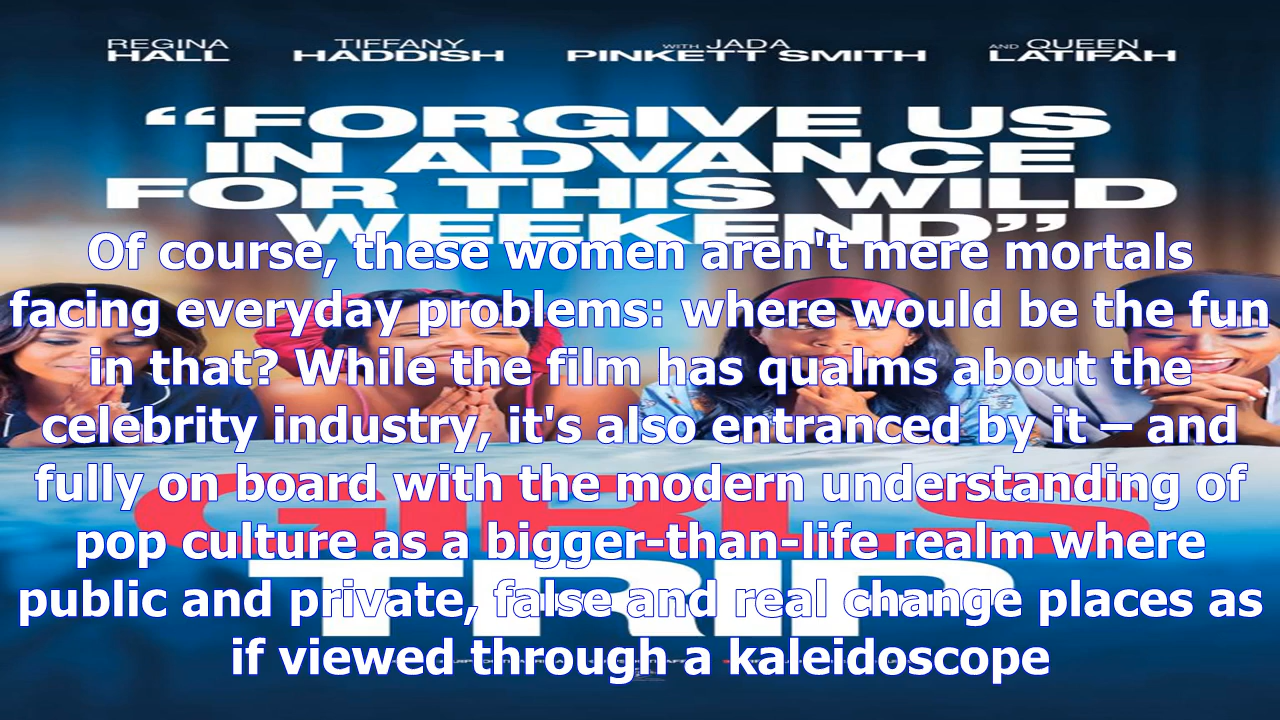 REGINA HALL
TIFFANY HADDISH
WITH JADA PINKETT SMITH
AND QUEEN LATIFAH
“FORGIVE US
IN ADVANCE
FOR THIS WILD
WEEKEND”
Of course, these women aren't mere mortals
facing everyday problems: where would be the fun
in that? While the film has qualms about the
celebrity industry, it's also entranced by it – and
fully on board with the modern understanding of
pop culture as a bigger-than-life realm where
public and private, false and real change places as
if viewed through a kaleidoscope
GIRLS
TRIP